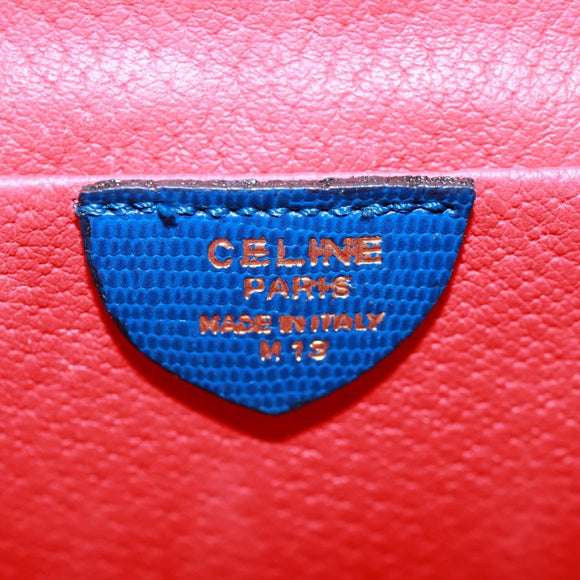 CELINE
PARIS
MADE IN ITALY
M 13